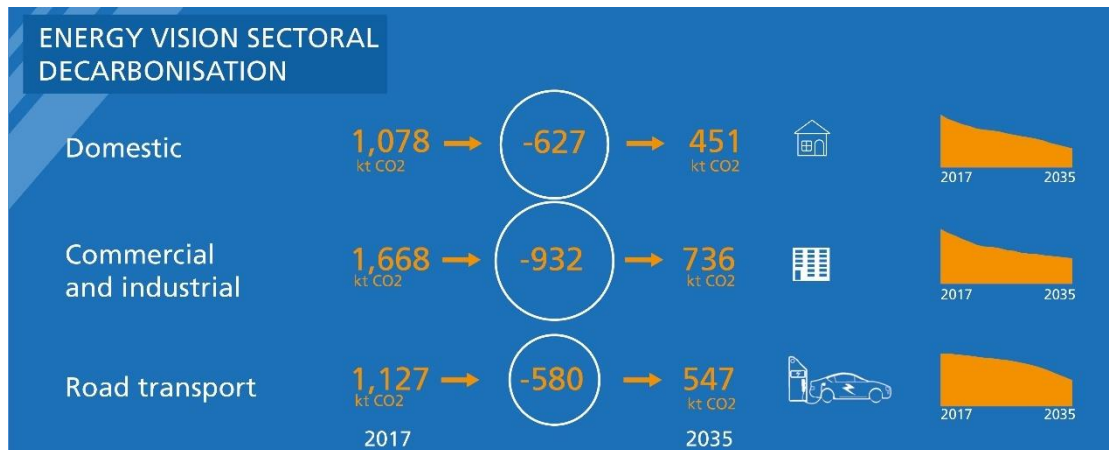 ENERGY VISION SECTORAL
DECARBONISATION
Domestic
1,078
kt CO2
-627
451
kt CO2
2017 2035
Commercial
and industrial
1,668
kt CO2
-932
736
kt CO2
2017 2035
Road transport
1,127
kt CO2
-580
547
kt CO2
2017 2035
2017 2035